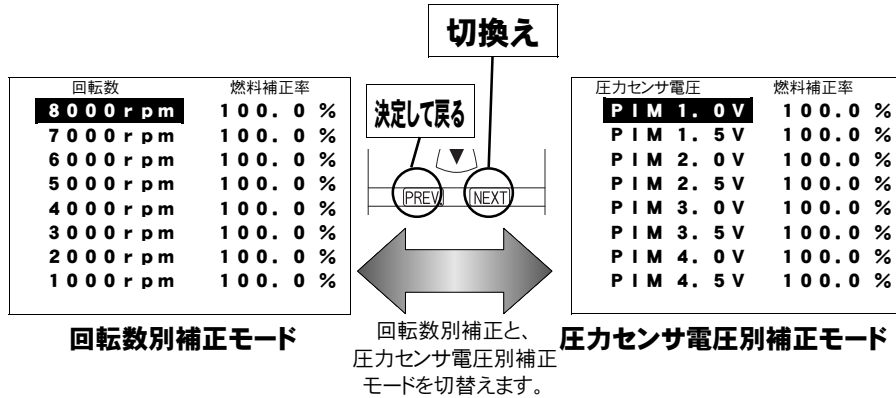 切換え
回転数 燃料補正率
8000rpm 100.0%
7000rpm 100.0%
6000rpm 100.0%
5000rpm 100.0%
4000rpm 100.0%
3000rpm 100.0%
2000rpm 100.0%
1000rpm 100.0%
回転数別補正モード
決定して戻る
▼
PREV.
NEXT
回転数別補正と、
圧力センサ電圧別補正
モードを切替えます。
圧力センサ電圧 燃料補正率
PIM 1.0V 100.0%
PIM 1.5V 100.0%
PIM 2.0V 100.0%
PIM 2.5V 100.0%
PIM 3.0V 100.0%
PIM 3.5V 100.0%
PIM 4.0V 100.0%
PIM 4.5V 100.0%
圧力センサ電圧別補正モード